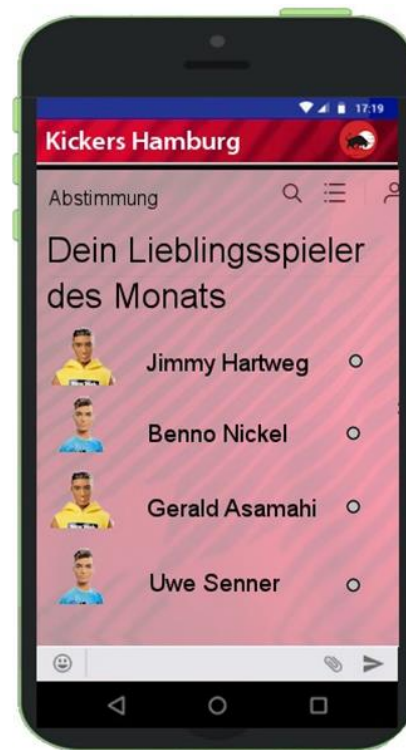 17:19
Kickers Hamburg
Abstimmung
Dein Lieblingsspieler
des Monats
Jimmy Hartweg
Benno Nickel
Gerald Asamahi
Uwe Senner